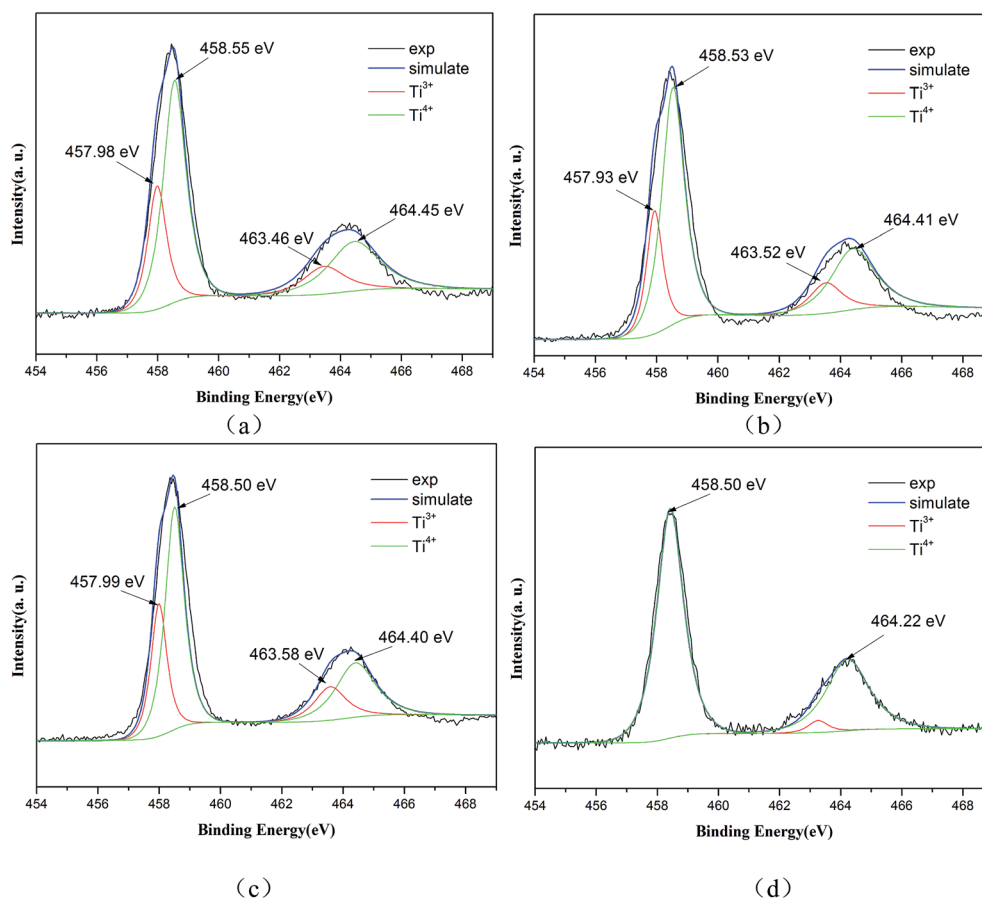 458.55 eV
exp
simulate
Ti3+
Ti4+
457.98 eV
464.45 eV
463.46 eV
Intensity(a. u.)
454 456 458 460 462 464 466 468
Binding Energy(eV)
（a）
458.53 eV
exp
simulate
Ti3+
Ti4+
457.93 eV
464.41 eV
463.52 eV
Intensity(a. u.)
454 456 458 460 462 464 466 468
Binding Energy(eV)
（b）
458.50 eV
exp
simulate
Ti3+
Ti4+
457.99 eV
464.40 eV
463.58 eV
Intensity(a. u.)
454 456 458 460 462 464 466 468
Binding Energy(eV)
（c）
458.50 eV
exp
simulate
Ti3+
Ti4+
464.22 eV
Intensity(a. u.)
454 456 458 460 462 464 466 468
Binding Energy(eV)
（d）